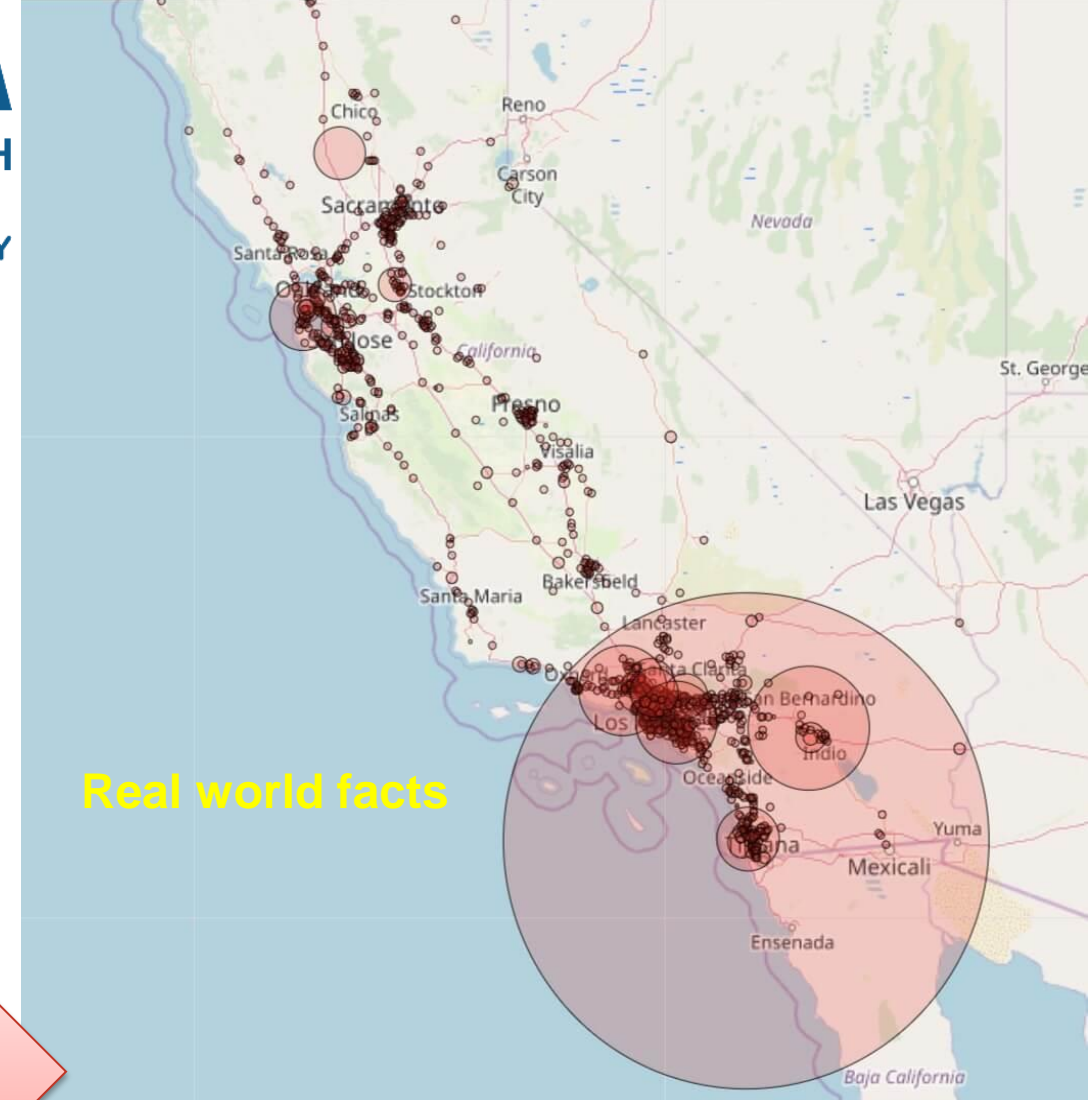 A
H
Y
Chico
Reno
Carson
City
Sacramento
Nevada
Santa Rosa
Oakland
Stockton
Jose
California
St. George
Salinas
Fresno
Visalia
Las Vegas
Bakersfield
Santa Maria
Lancaster
Oxnard
Santa Clarita
San Bernardino
Los
Indio
Oceanside
Real world facts
Tijuana
Yuma
Mexicali
Ensenada
Baja California